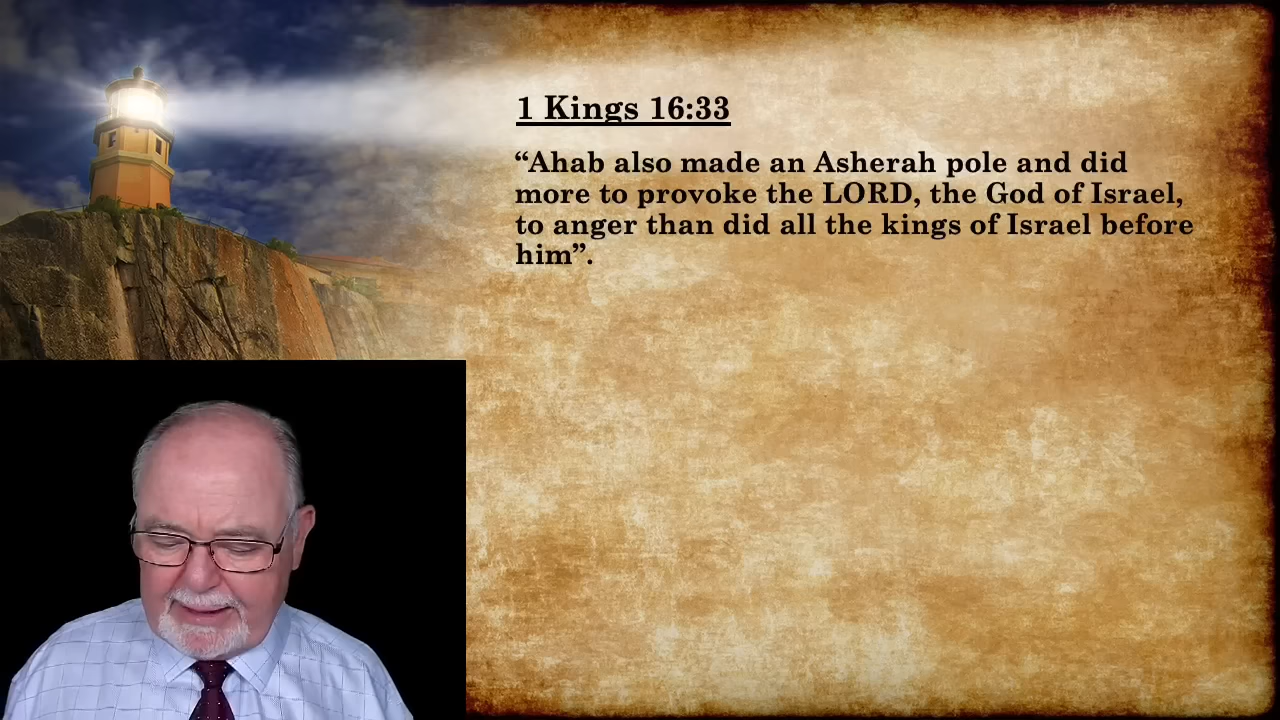 1 Kings 16:33
“Ahab also made an Asherah pole and did
more to provoke the LORD, the God of Israel,
to anger than did all the kings of Israel before
him”.